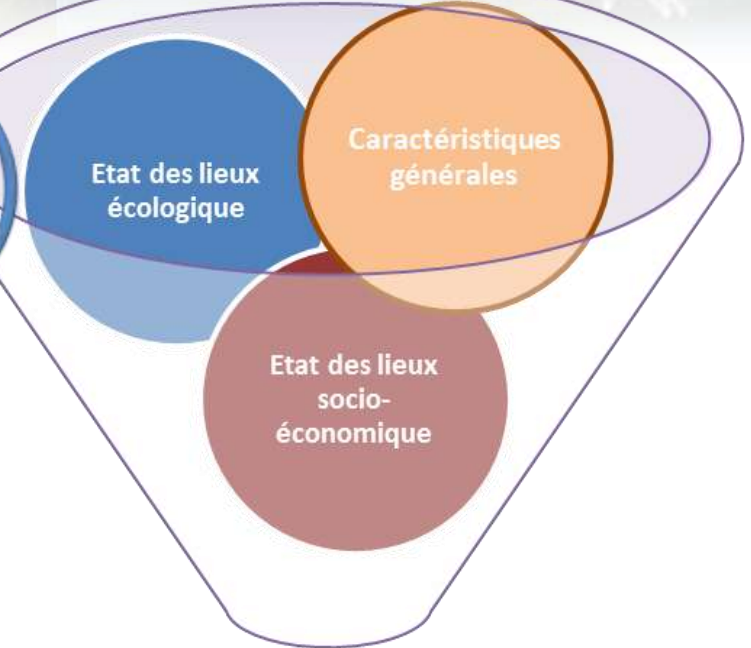 Etat des lieux
écologique
Caractéristiques
générales
Etat des lieux
socio-
économique